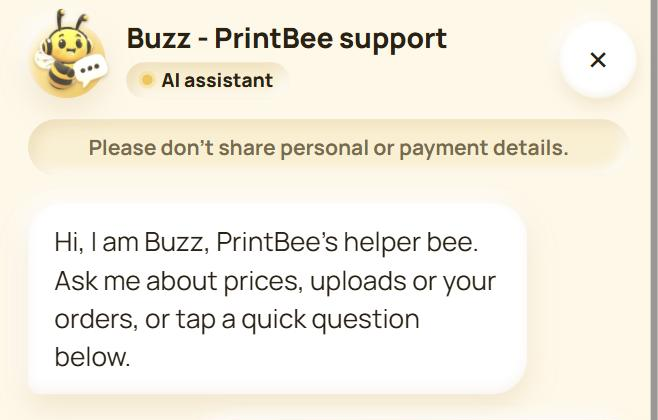 Buzz - PrintBee support
AI assistant
Please don’t share personal or payment details.
Hi, I am Buzz, PrintBee’s helper bee.
Ask me about prices, uploads or your
orders, or tap a quick question
below.